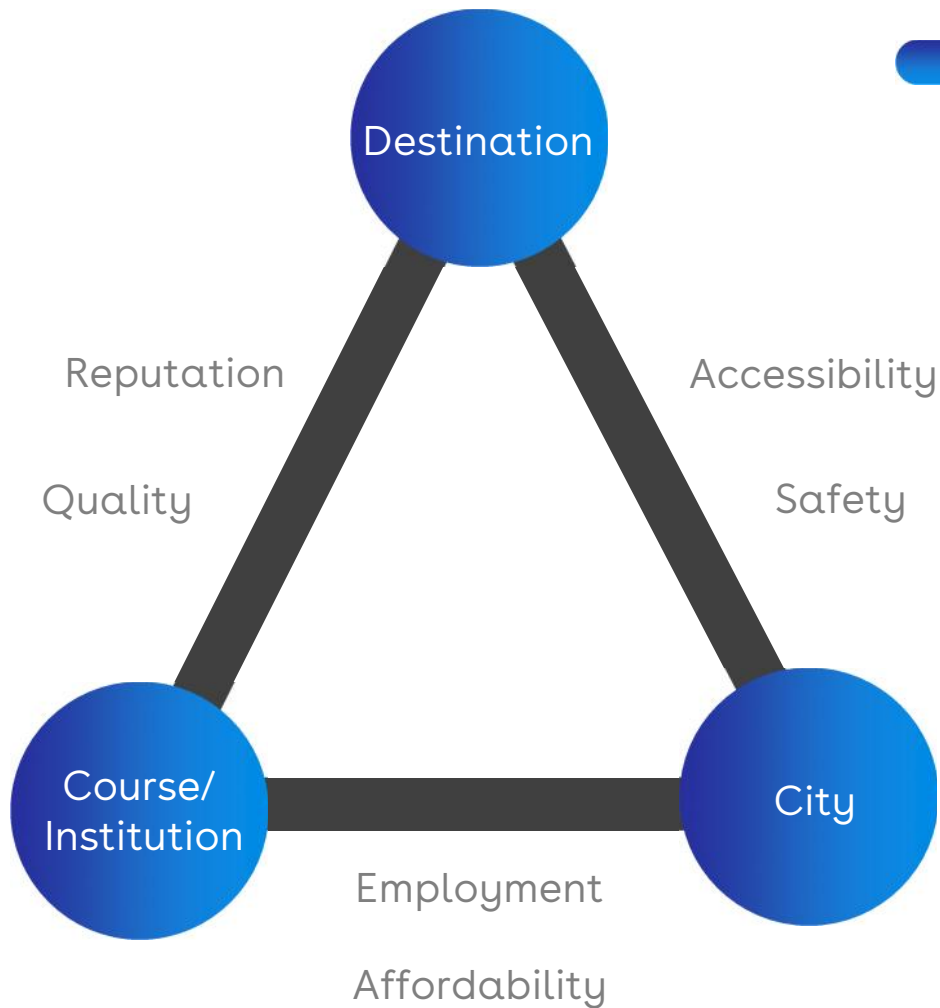 Destination
Reputation
Accessibility
Quality
Safety
Course/
Institution
City
Employment
Affordability